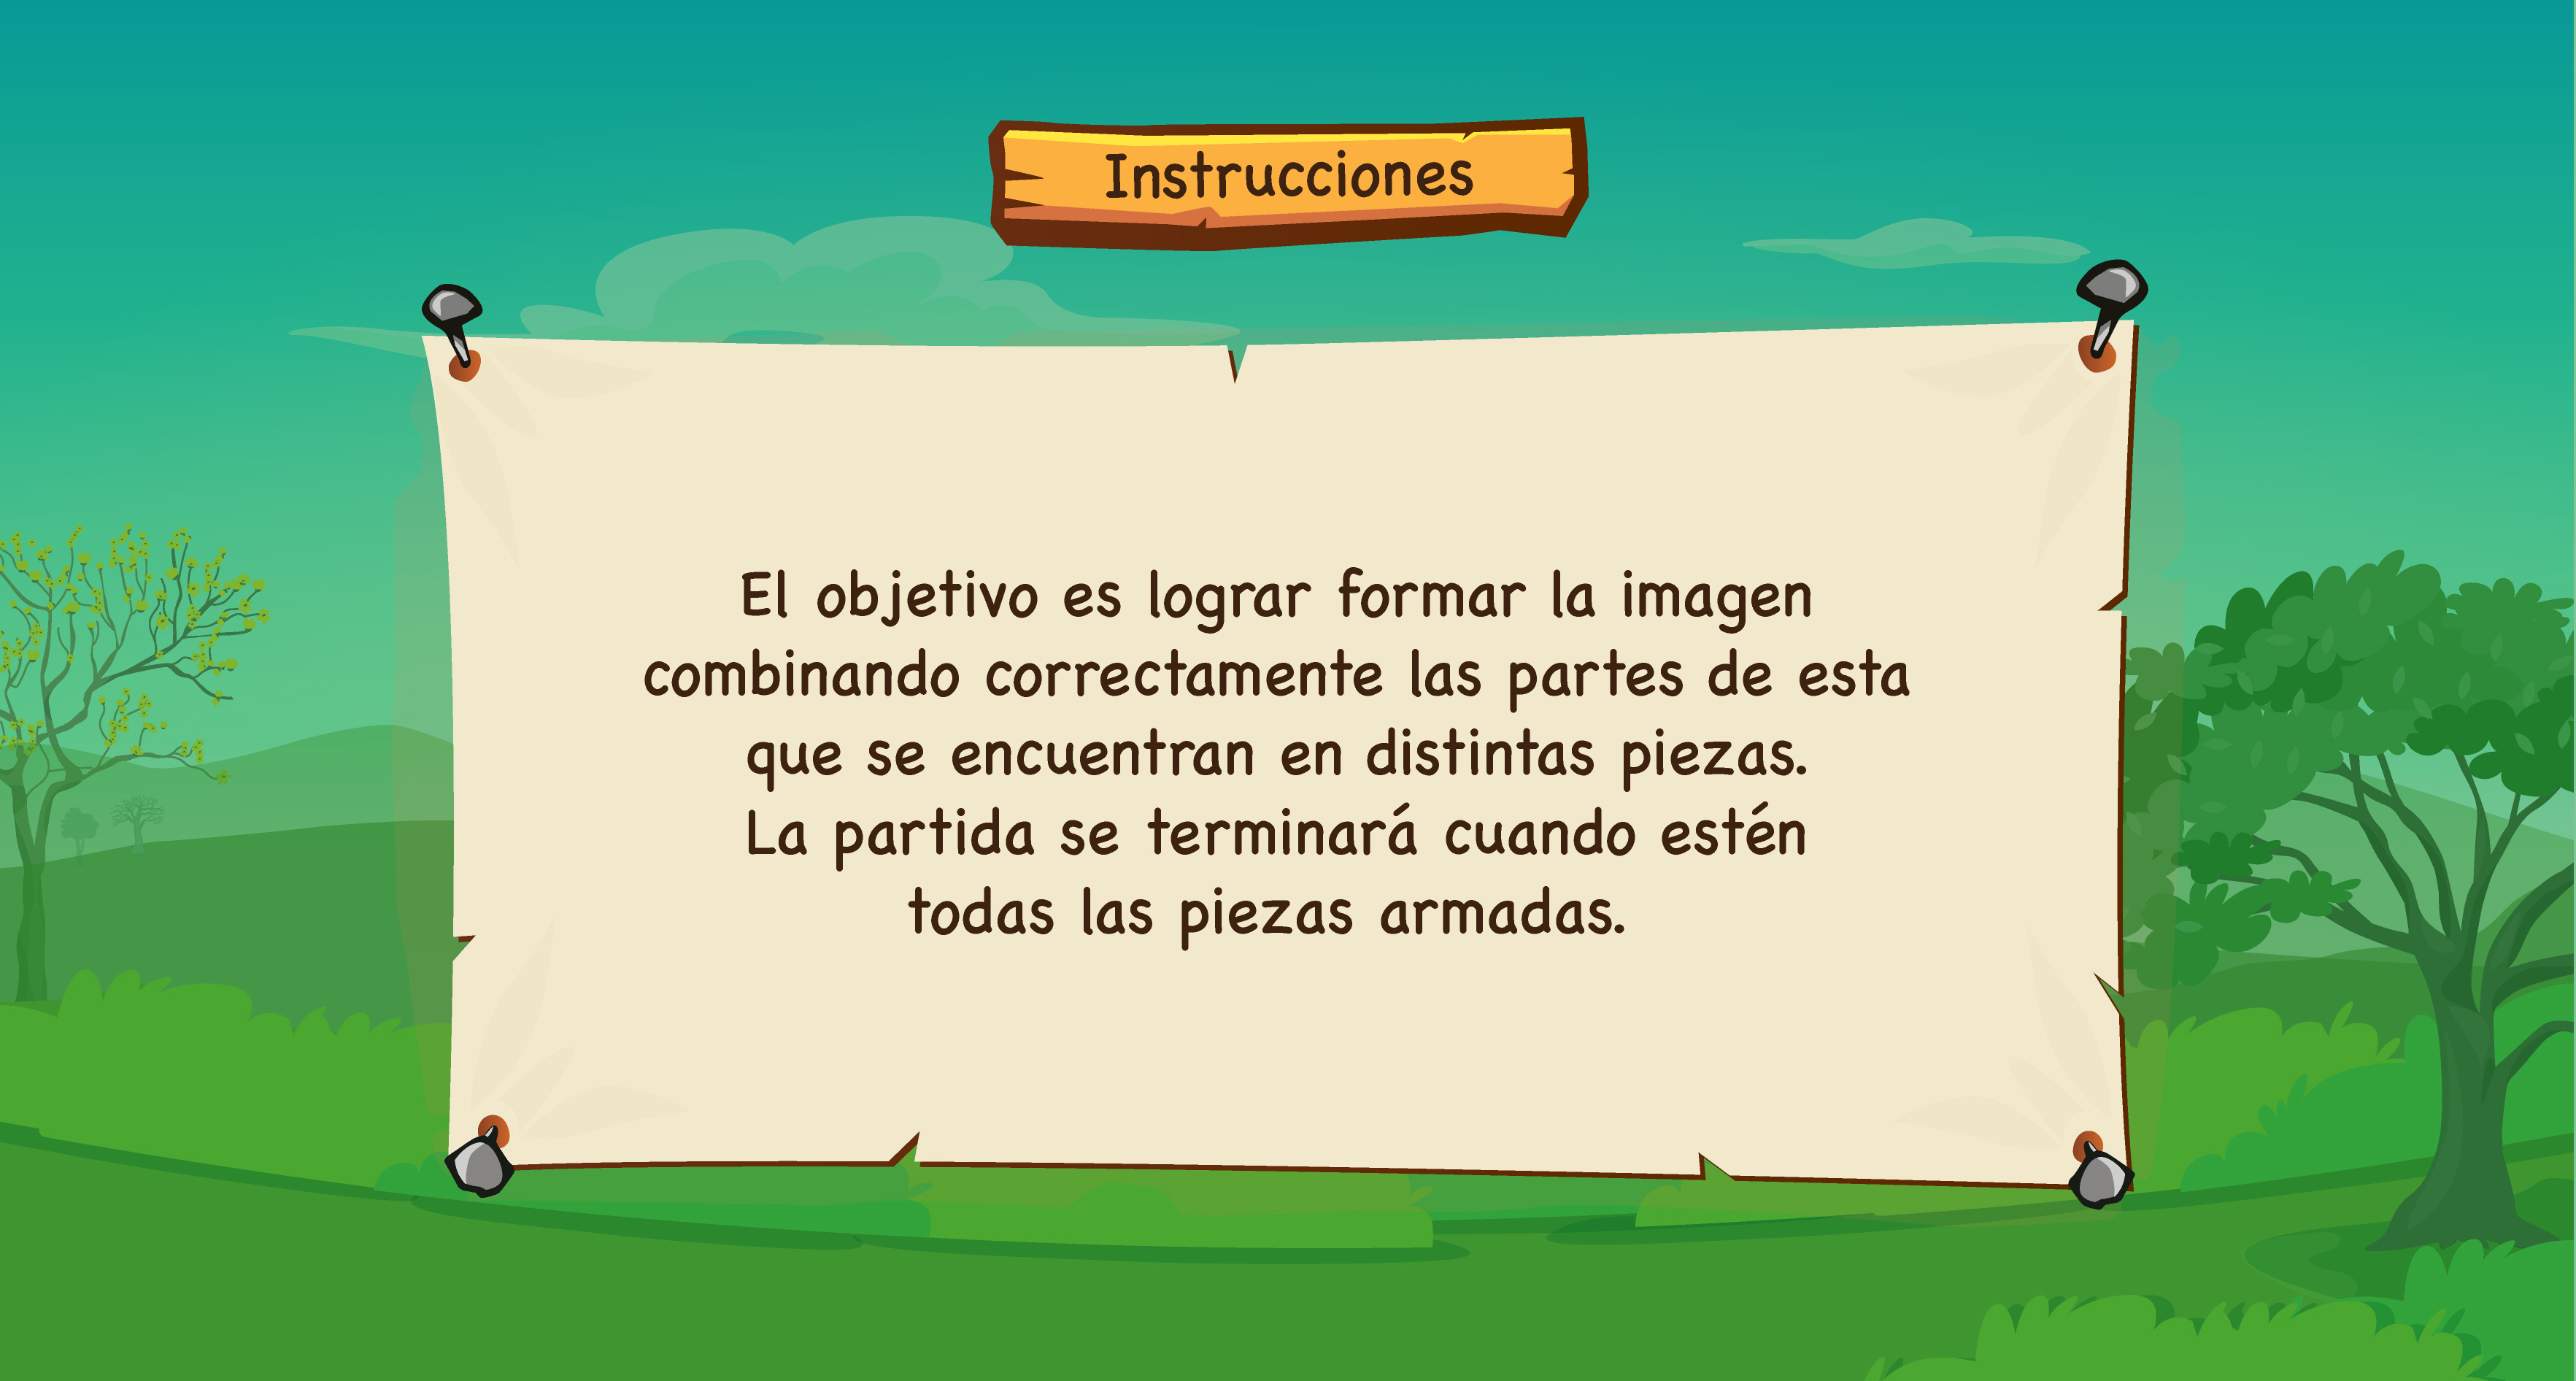 Instrucciones
El objetivo es lograr formar la imagen
combinando correctamente las partes de esta
que se encuentran en distintas piezas.
La partida se terminará cuando estén
todas las piezas armadas.